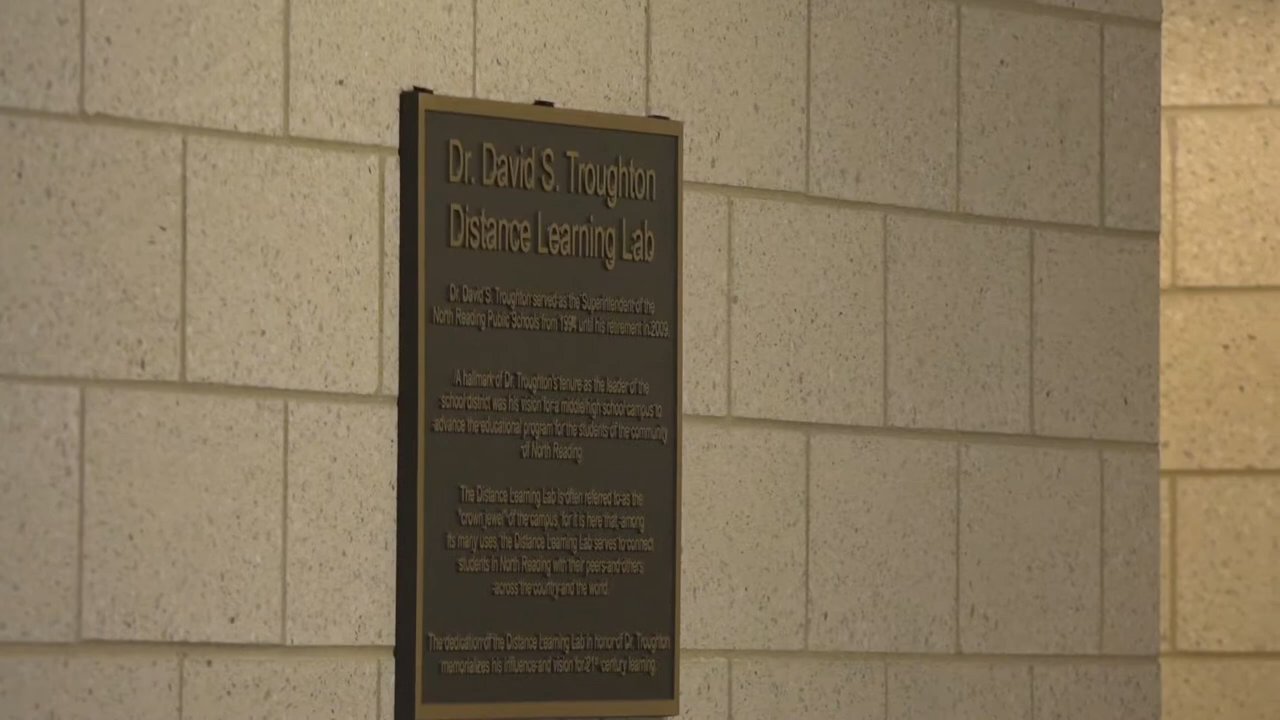 Dr. David S. Troughton
Distance Learning Lab
Dr. David S. Troughton served as the Superintendent of the
North Reading Public Schools from 1994 until his retirement in 2009.
A hallmark of Dr. Troughton's tenure as the leader of the
school district was his vision for a middle/high school campus to
advance the educational program for the students of the community
of North Reading.
The Distance Learning Lab is often referred to as the
"crown jewel" of the campus, for it is here that, among
its many uses, the Distance Learning Lab serves to connect
students in North Reading with their peers and others
across the country and the world.
The dedication of the Distance Learning Lab in honor of Dr. Troughton
memorializes his influence and vision for 21st century learning.